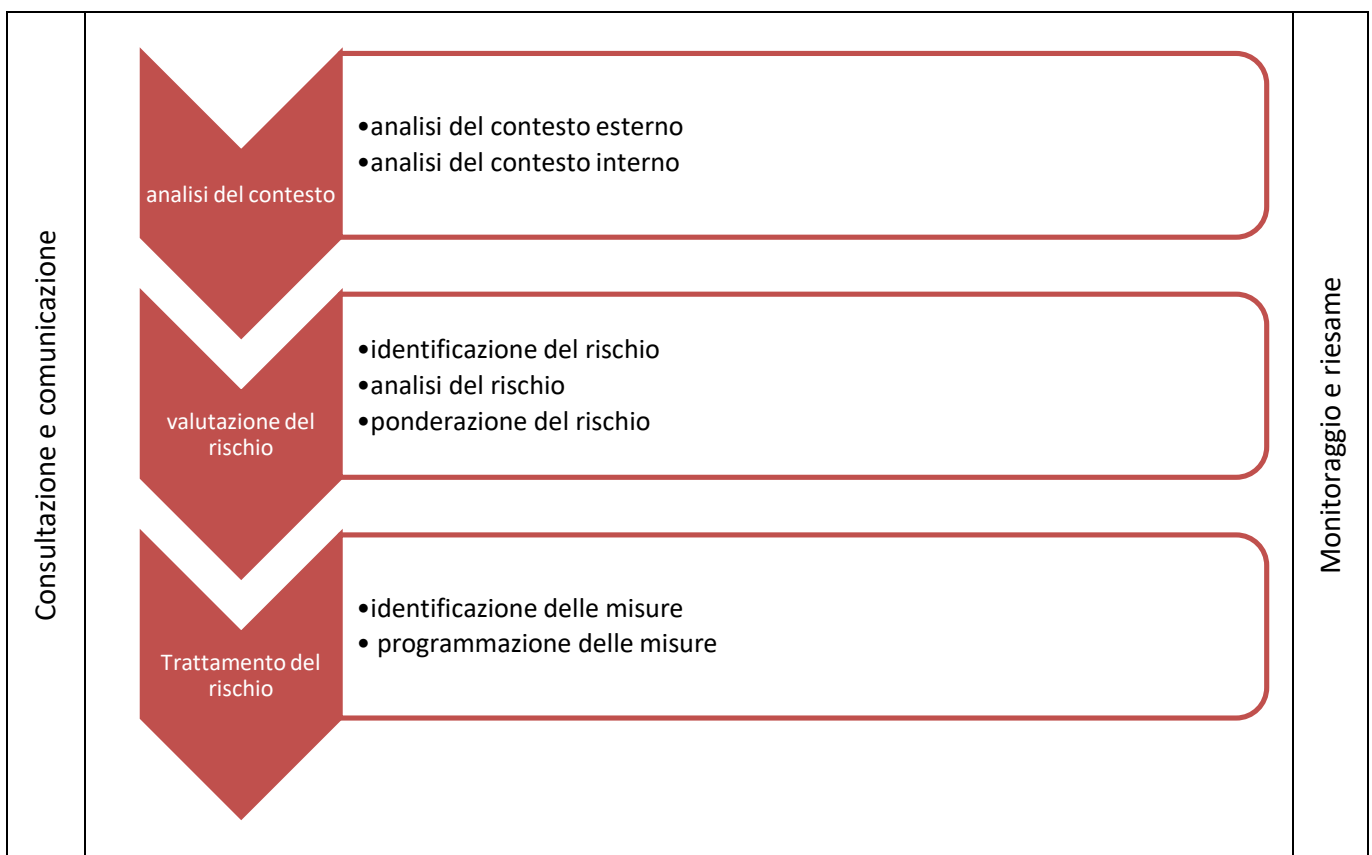 Consultazione e comunicazione
analisi del contesto
•analisi del contesto esterno
•analisi del contesto interno
valutazione del
rischio
•identificazione del rischio
•analisi del rischio
•ponderazione del rischio
Trattamento del
rischio
•identificazione delle misure
• programmazione delle misure
Monitoraggio e riesame